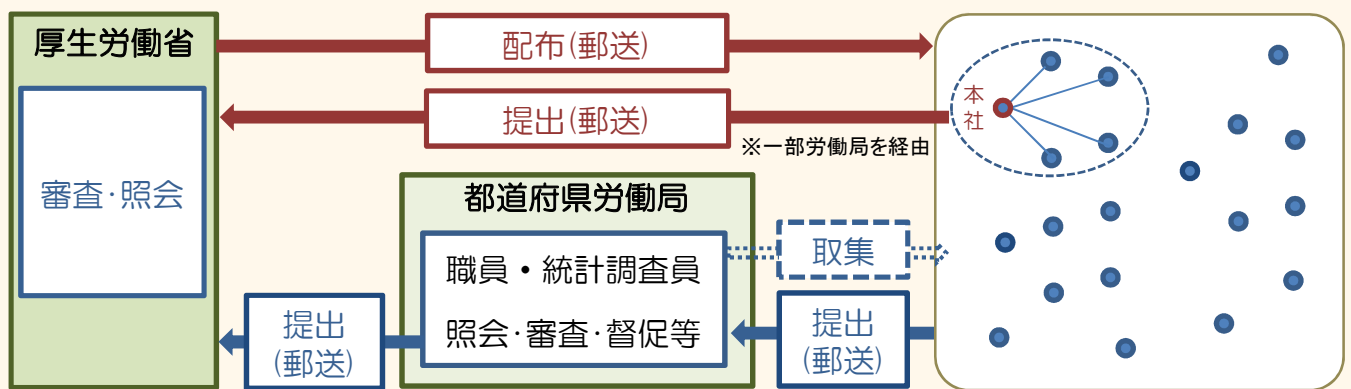 厚生労働省
審査・照会
配布(郵送)
提出(郵送)
※一部労働局を経由
本
社
都道府県労働局
職員・統計調査員
照会・審査・督促等
取集
提出
(郵送)
提出
(郵送)